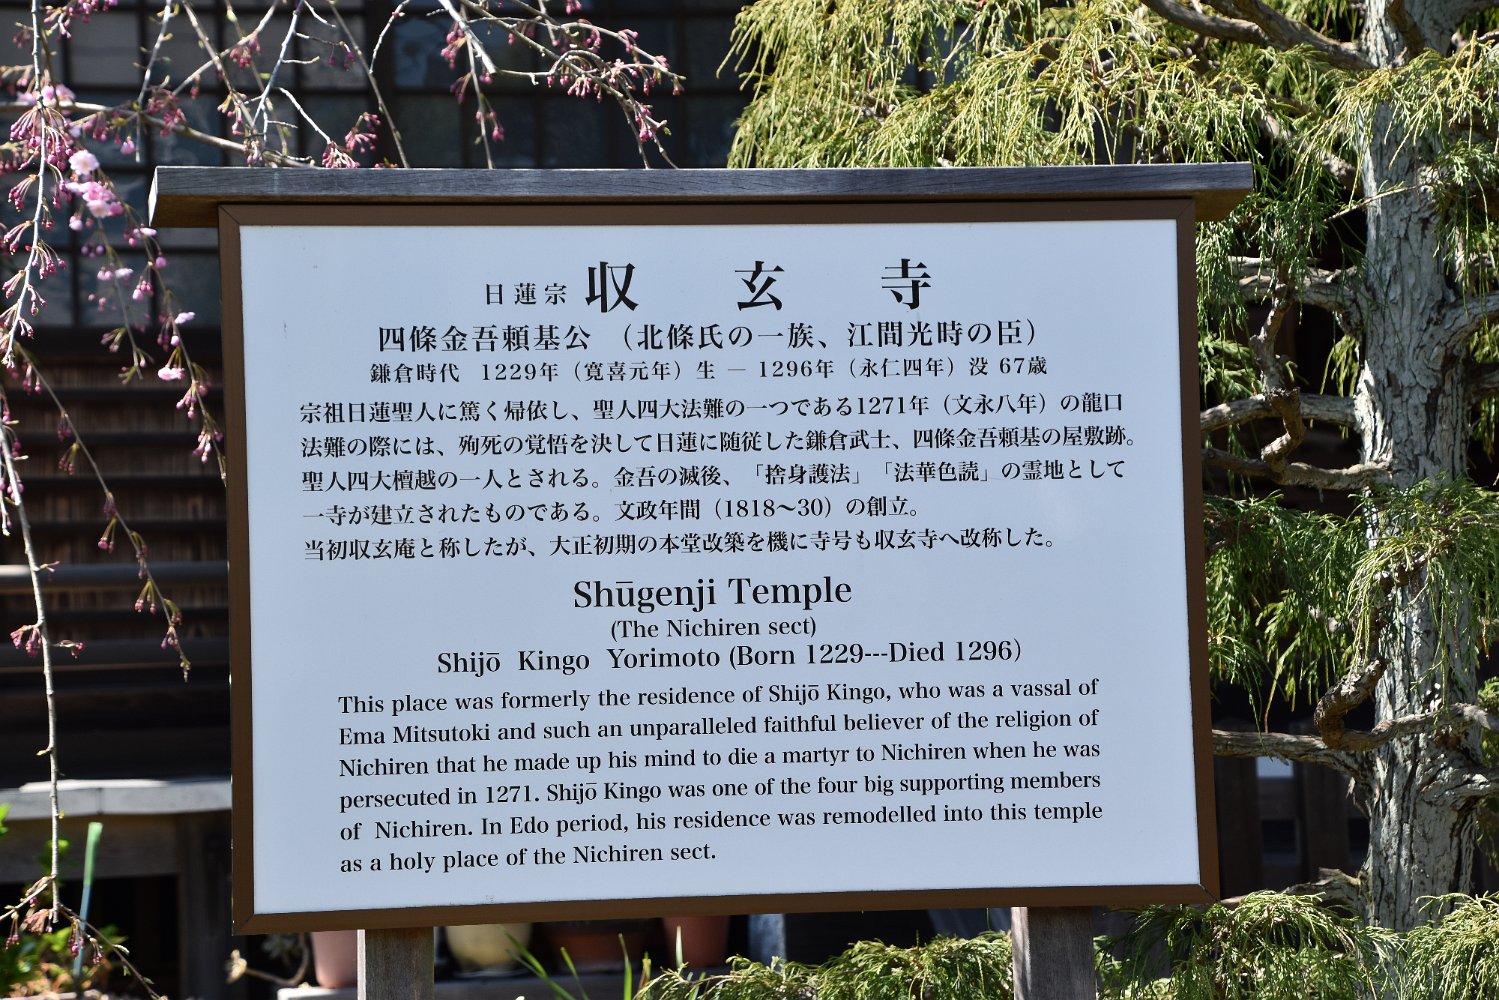 日蓮宗 収玄寺
四條金吾頼基公 （北條氏の一族、江間光時の臣）
鎌倉時代 1229年（寛喜元年）生 — 1296年（永仁四年）没 67歳
宗祖日蓮聖人に篤く帰依し、聖人四大法難の一つである1271年（文永八年）の龍口
法難の際には、殉死の覚悟を決して日蓮に随従した鎌倉武士、四條金吾頼基の屋敷跡。
聖人四大檀越の一人とされる。金吾の滅後、「捨身護法」「法華色読」の霊地として
一寺が建立されたものである。文政年間（1818〜30）の創立。
当初収玄庵と称したが、大正初期の本堂改築を機に寺号も収玄寺へ改称した。
Shūgenji Temple
(The Nichiren sect)
Shijō Kingo Yorimoto (Born 1229---Died 1296)
This place was formerly the residence of Shijō Kingo, who was a vassal of
Ema Mitsutoki and such an unparalleled faithful believer of the religion of
Nichiren that he made up his mind to die a martyr to Nichiren when he was
persecuted in 1271. Shijō Kingo was one of the four big supporting members
of Nichiren. In Edo period, his residence was remodelled into this temple
as a holy place of the Nichiren sect.